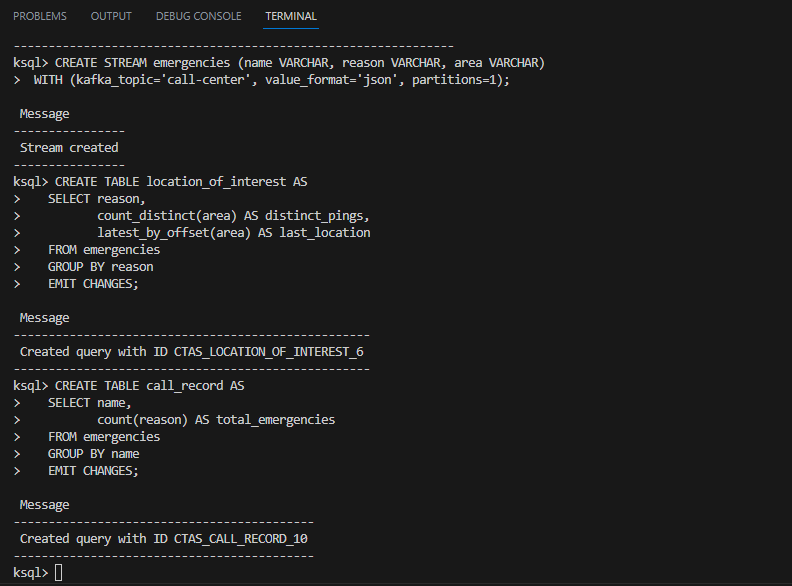 PROBLEMS OUTPUT DEBUG CONSOLE TERMINAL
---------------------------------------------------------------
ksql> CREATE STREAM emergencies (name VARCHAR, reason VARCHAR, area VARCHAR)
>  WITH (kafka_topic='call-center', value_format='json', partitions=1);

 Message
----------------
 Stream created
----------------
ksql> CREATE TABLE location_of_interest AS
>    SELECT reason,
>           count_distinct(area) AS distinct_pings,
>           latest_by_offset(area) AS last_location
>    FROM emergencies
>    GROUP BY reason
>    EMIT CHANGES;

 Message
---------------------------------------------------
 Created query with ID CTAS_LOCATION_OF_INTEREST_6
---------------------------------------------------
ksql> CREATE TABLE call_record AS
>    SELECT name,
>           count(reason) AS total_emergencies
>    FROM emergencies
>    GROUP BY name
>    EMIT CHANGES;

 Message
-------------------------------------------
 Created query with ID CTAS_CALL_RECORD_10
-------------------------------------------
ksql>